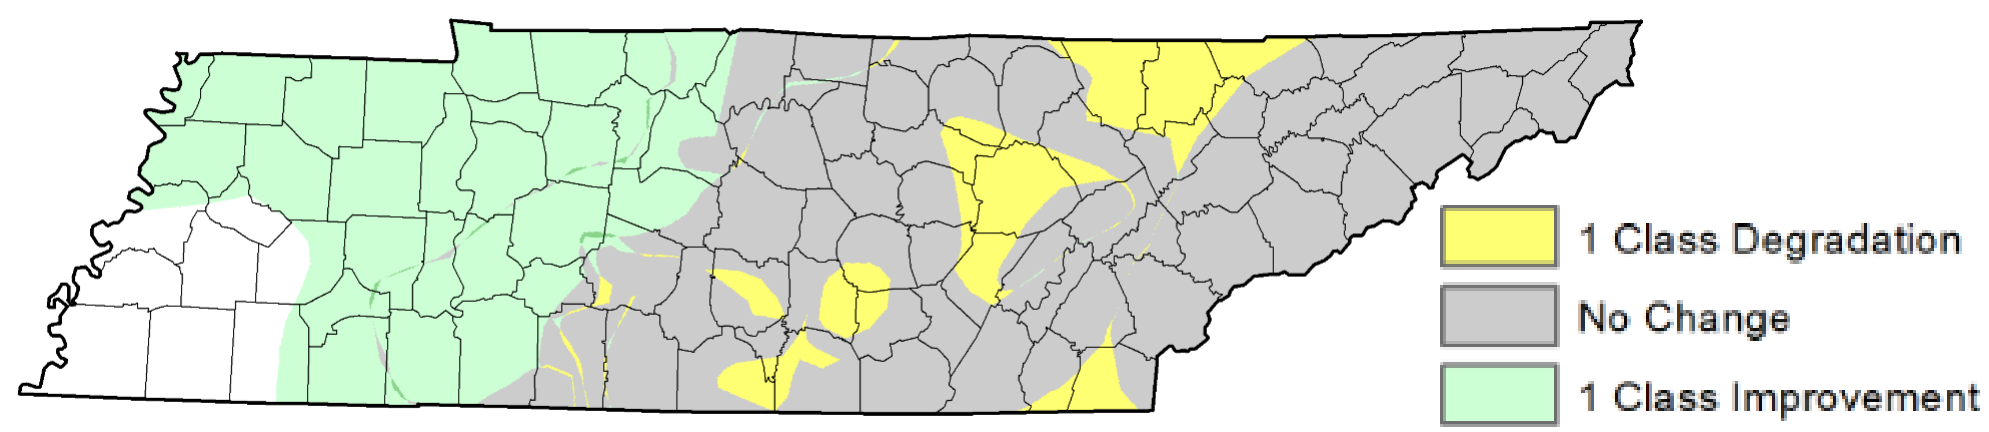 1 Class Degradation
No Change
1 Class Improvement